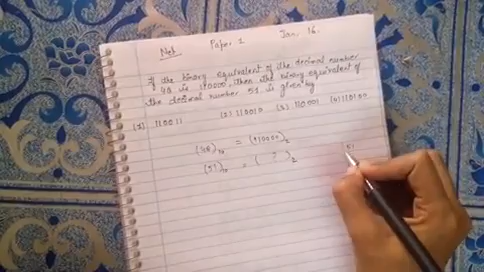 Net Paper 1 Jan, 16.
If the binary equivalent of the decimal number
48 is 110000, then the binary equivalent of
the decimal number 51 is given by
(1) 110011 (2) 110010 (3) 110001 (4) 110100
(48)10 = (110000)2
(51)10 = ( ? )2
51